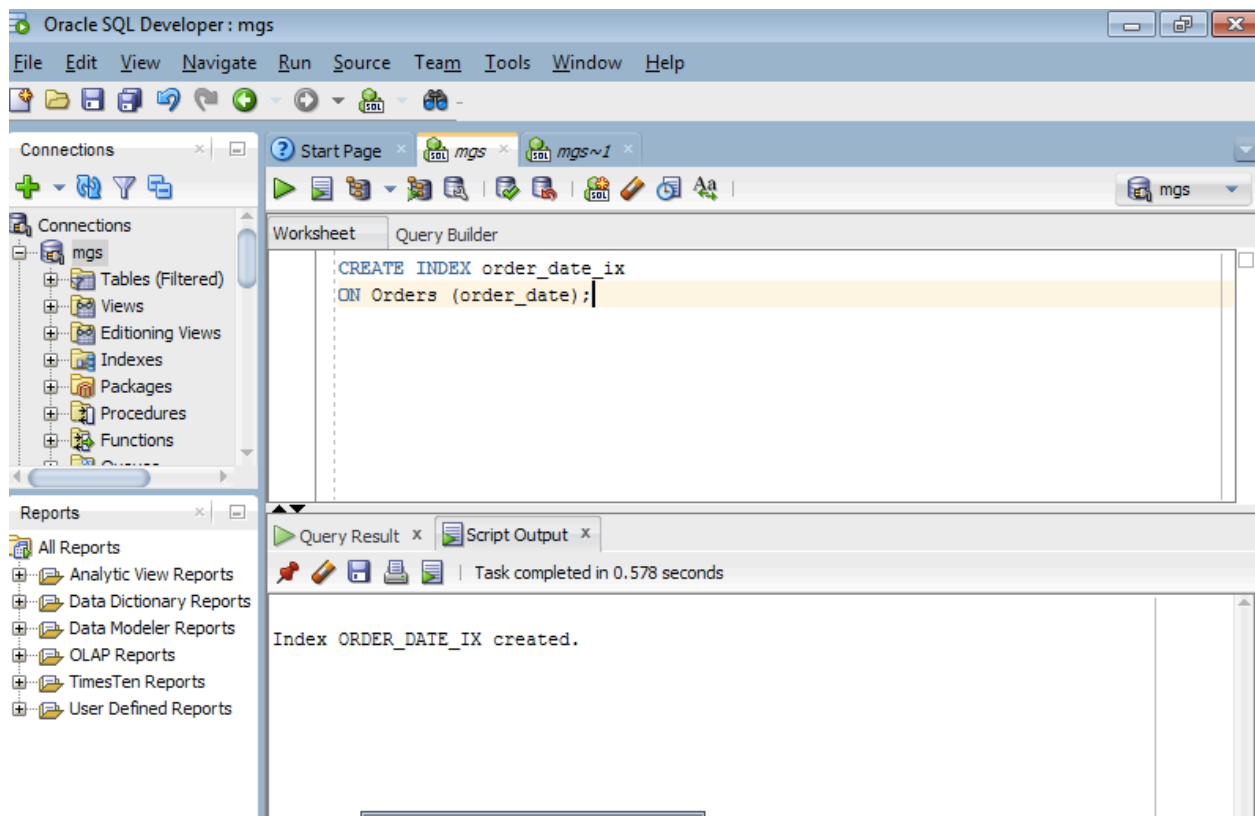 Oracle SQL Developer : mgs
File Edit View Navigate Run Source Team Tools Window Help
Connections
Connections
mgs
Tables (Filtered)
Views
Editioning Views
Indexes
Packages
Procedures
Functions
Reports
All Reports
Analytic View Reports
Data Dictionary Reports
Data Modeler Reports
OLAP Reports
TimesTen Reports
User Defined Reports
Start Page mgs mgs~1
mgs
Worksheet Query Builder
CREATE INDEX order_date_ix
ON Orders (order_date);
Query Result Script Output
Task completed in 0.578 seconds
Index ORDER_DATE_IX created.